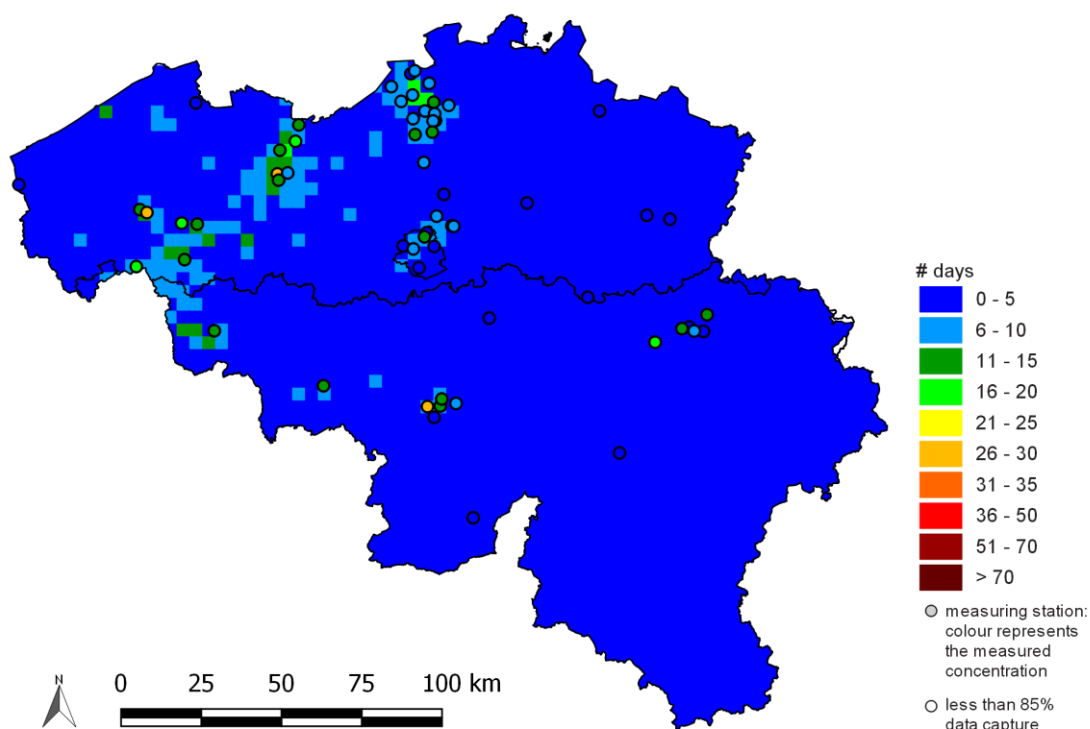 # days
0 - 5
6 - 10
11 - 15
16 - 20
21 - 25
26 - 30
31 - 35
36 - 50
51 - 70
> 70
measuring station:
colour represents
the measured
concentration
less than 85%
data capture
N
0 25 50 75 100 km